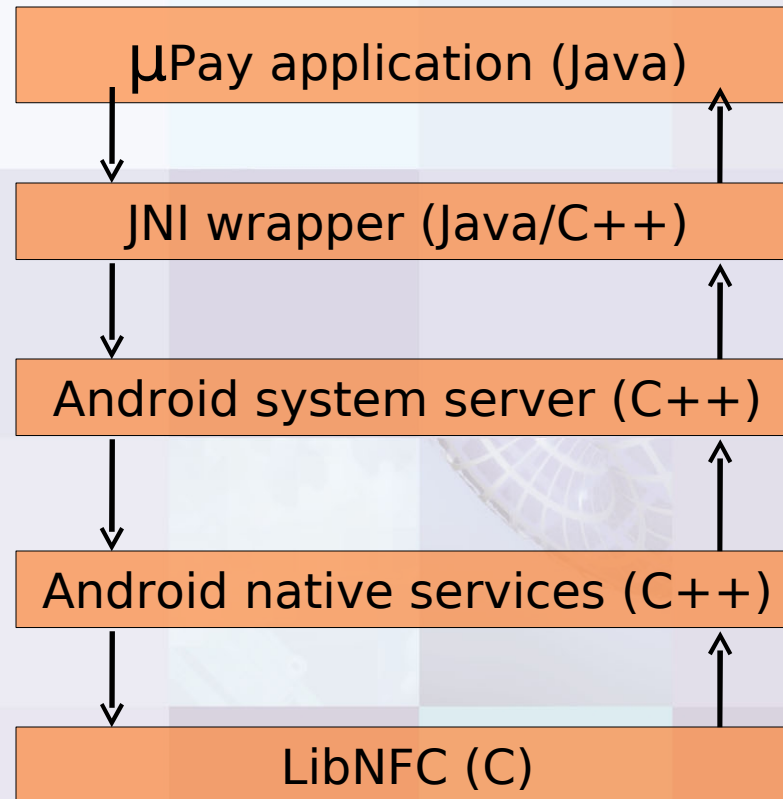 μPay application (Java)
JNI wrapper (Java/C++)
Android system server (C++)
Android native services (C++)
LibNFC (C)